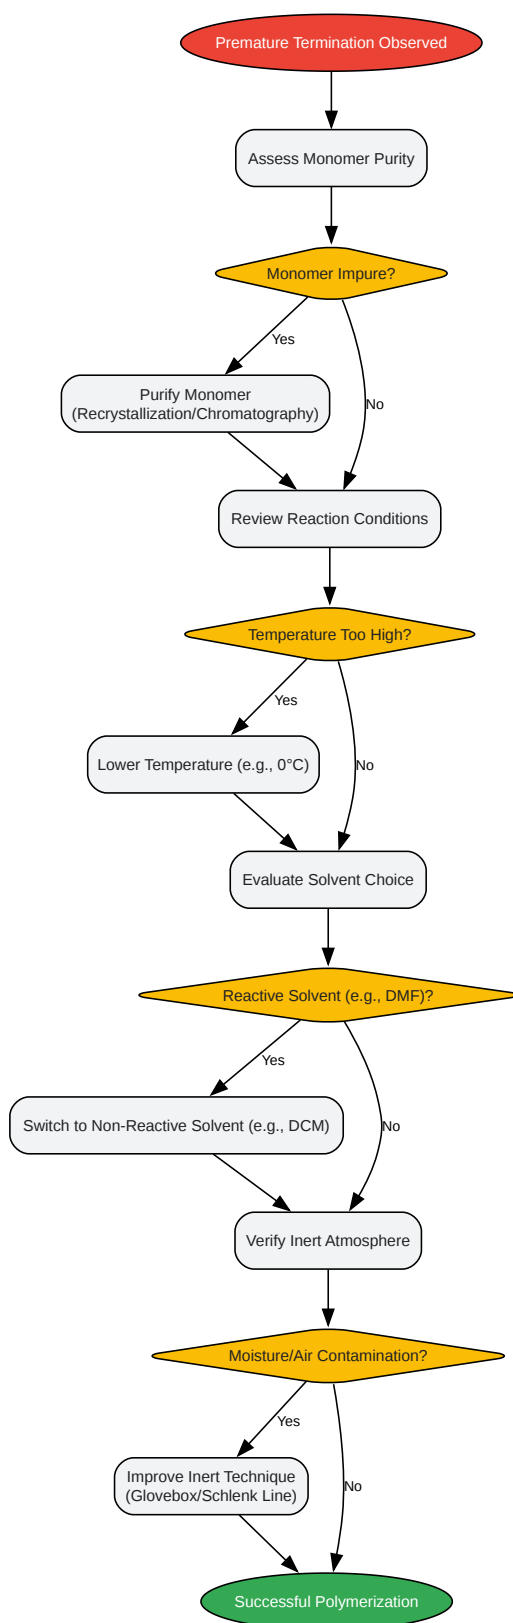 Premature Termination Observed
Assess Monomer Purity
Monomer Impure?
Yes
Purify Monomer
(Recrystallization/Chromatography)
No
Review Reaction Conditions
Temperature Too High?
Yes
Lower Temperature (e.g., 0°C)
No
Evaluate Solvent Choice
Reactive Solvent (e.g., DMF)?
Yes
Switch to Non-Reactive Solvent (e.g., DCM)
No
Verify Inert Atmosphere
Moisture/Air Contamination?
Yes
Improve Inert Technique
(Glovebox/Schlenk Line)
No
Successful Polymerization